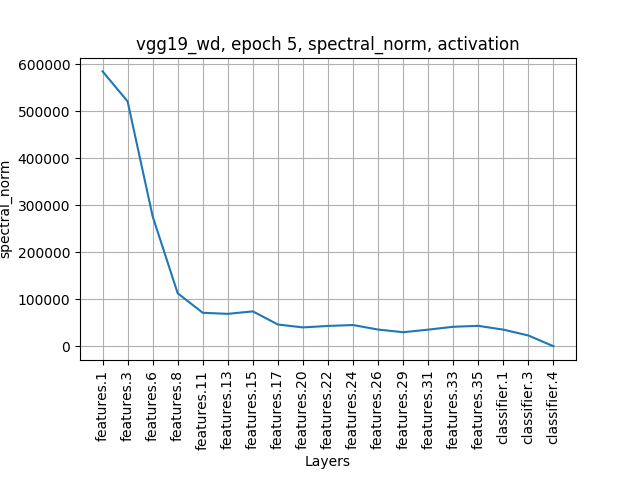 vgg19_wd, epoch 5, spectral_norm, activation
600000
500000
400000
300000
200000
100000
0
spectral_norm
features.1
features.3
features.6
features.8
features.11
features.13
features.15
features.17
features.20
features.22
features.24
features.26
features.29
features.31
features.33
features.35
classifier.1
classifier.3
classifier.4
Layers